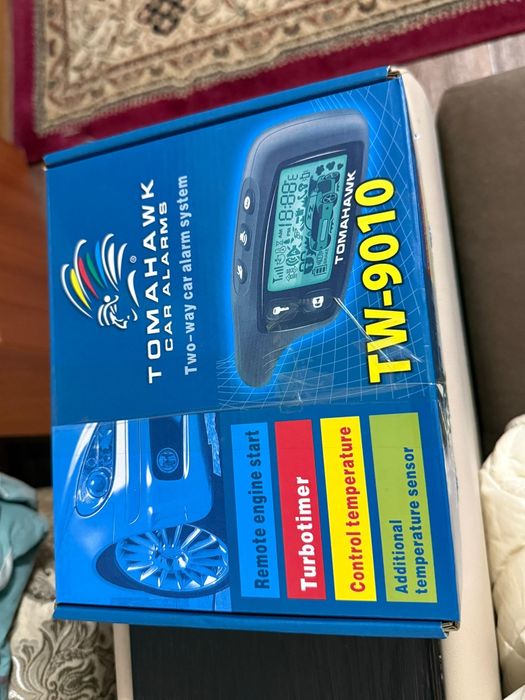 TOMAHAWK
CAR ALARMS
Two-way car alarm system
TOMAHAWK
TW-9010
Remote engine start
Turbotimer
Control temperature
Additional
temperature sensor